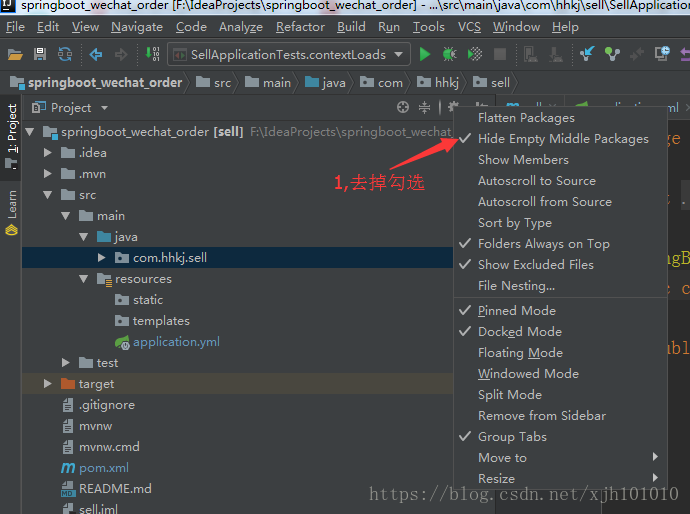 springboot_wechat_order [F:\IdeaProjects\springboot_wechat_order] - ...\src\main\java\com\hhkj\sell\SellApplication
File Edit View Navigate Code Analyze Refactor Build Run Tools VCS Window Help
SellApplicationTests.contextLoads
springboot_wechat_order src main java com hhkj sell
1: Project
Learn
Project
springboot_wechat_order [sell] F:\IdeaProjects\springboot_wechat
.idea
.mvn
src
main
java
com.hhkj.sell
resources
static
templates
application.yml
test
target
.gitignore
mvnw
mvnw.cmd
pom.xml
README.md
sell.iml
1,去掉勾选
Flatten Packages
Hide Empty Middle Packages
Show Members
Autoscroll to Source
Autoscroll from Source
Sort by Type
Folders Always on Top
Show Excluded Files
File Nesting...
Pinned Mode
Docked Mode
Floating Mode
Windowed Mode
Split Mode
Remove from Sidebar
Group Tabs
Move to
Resize
https://blog.csdn.net/xjh101010